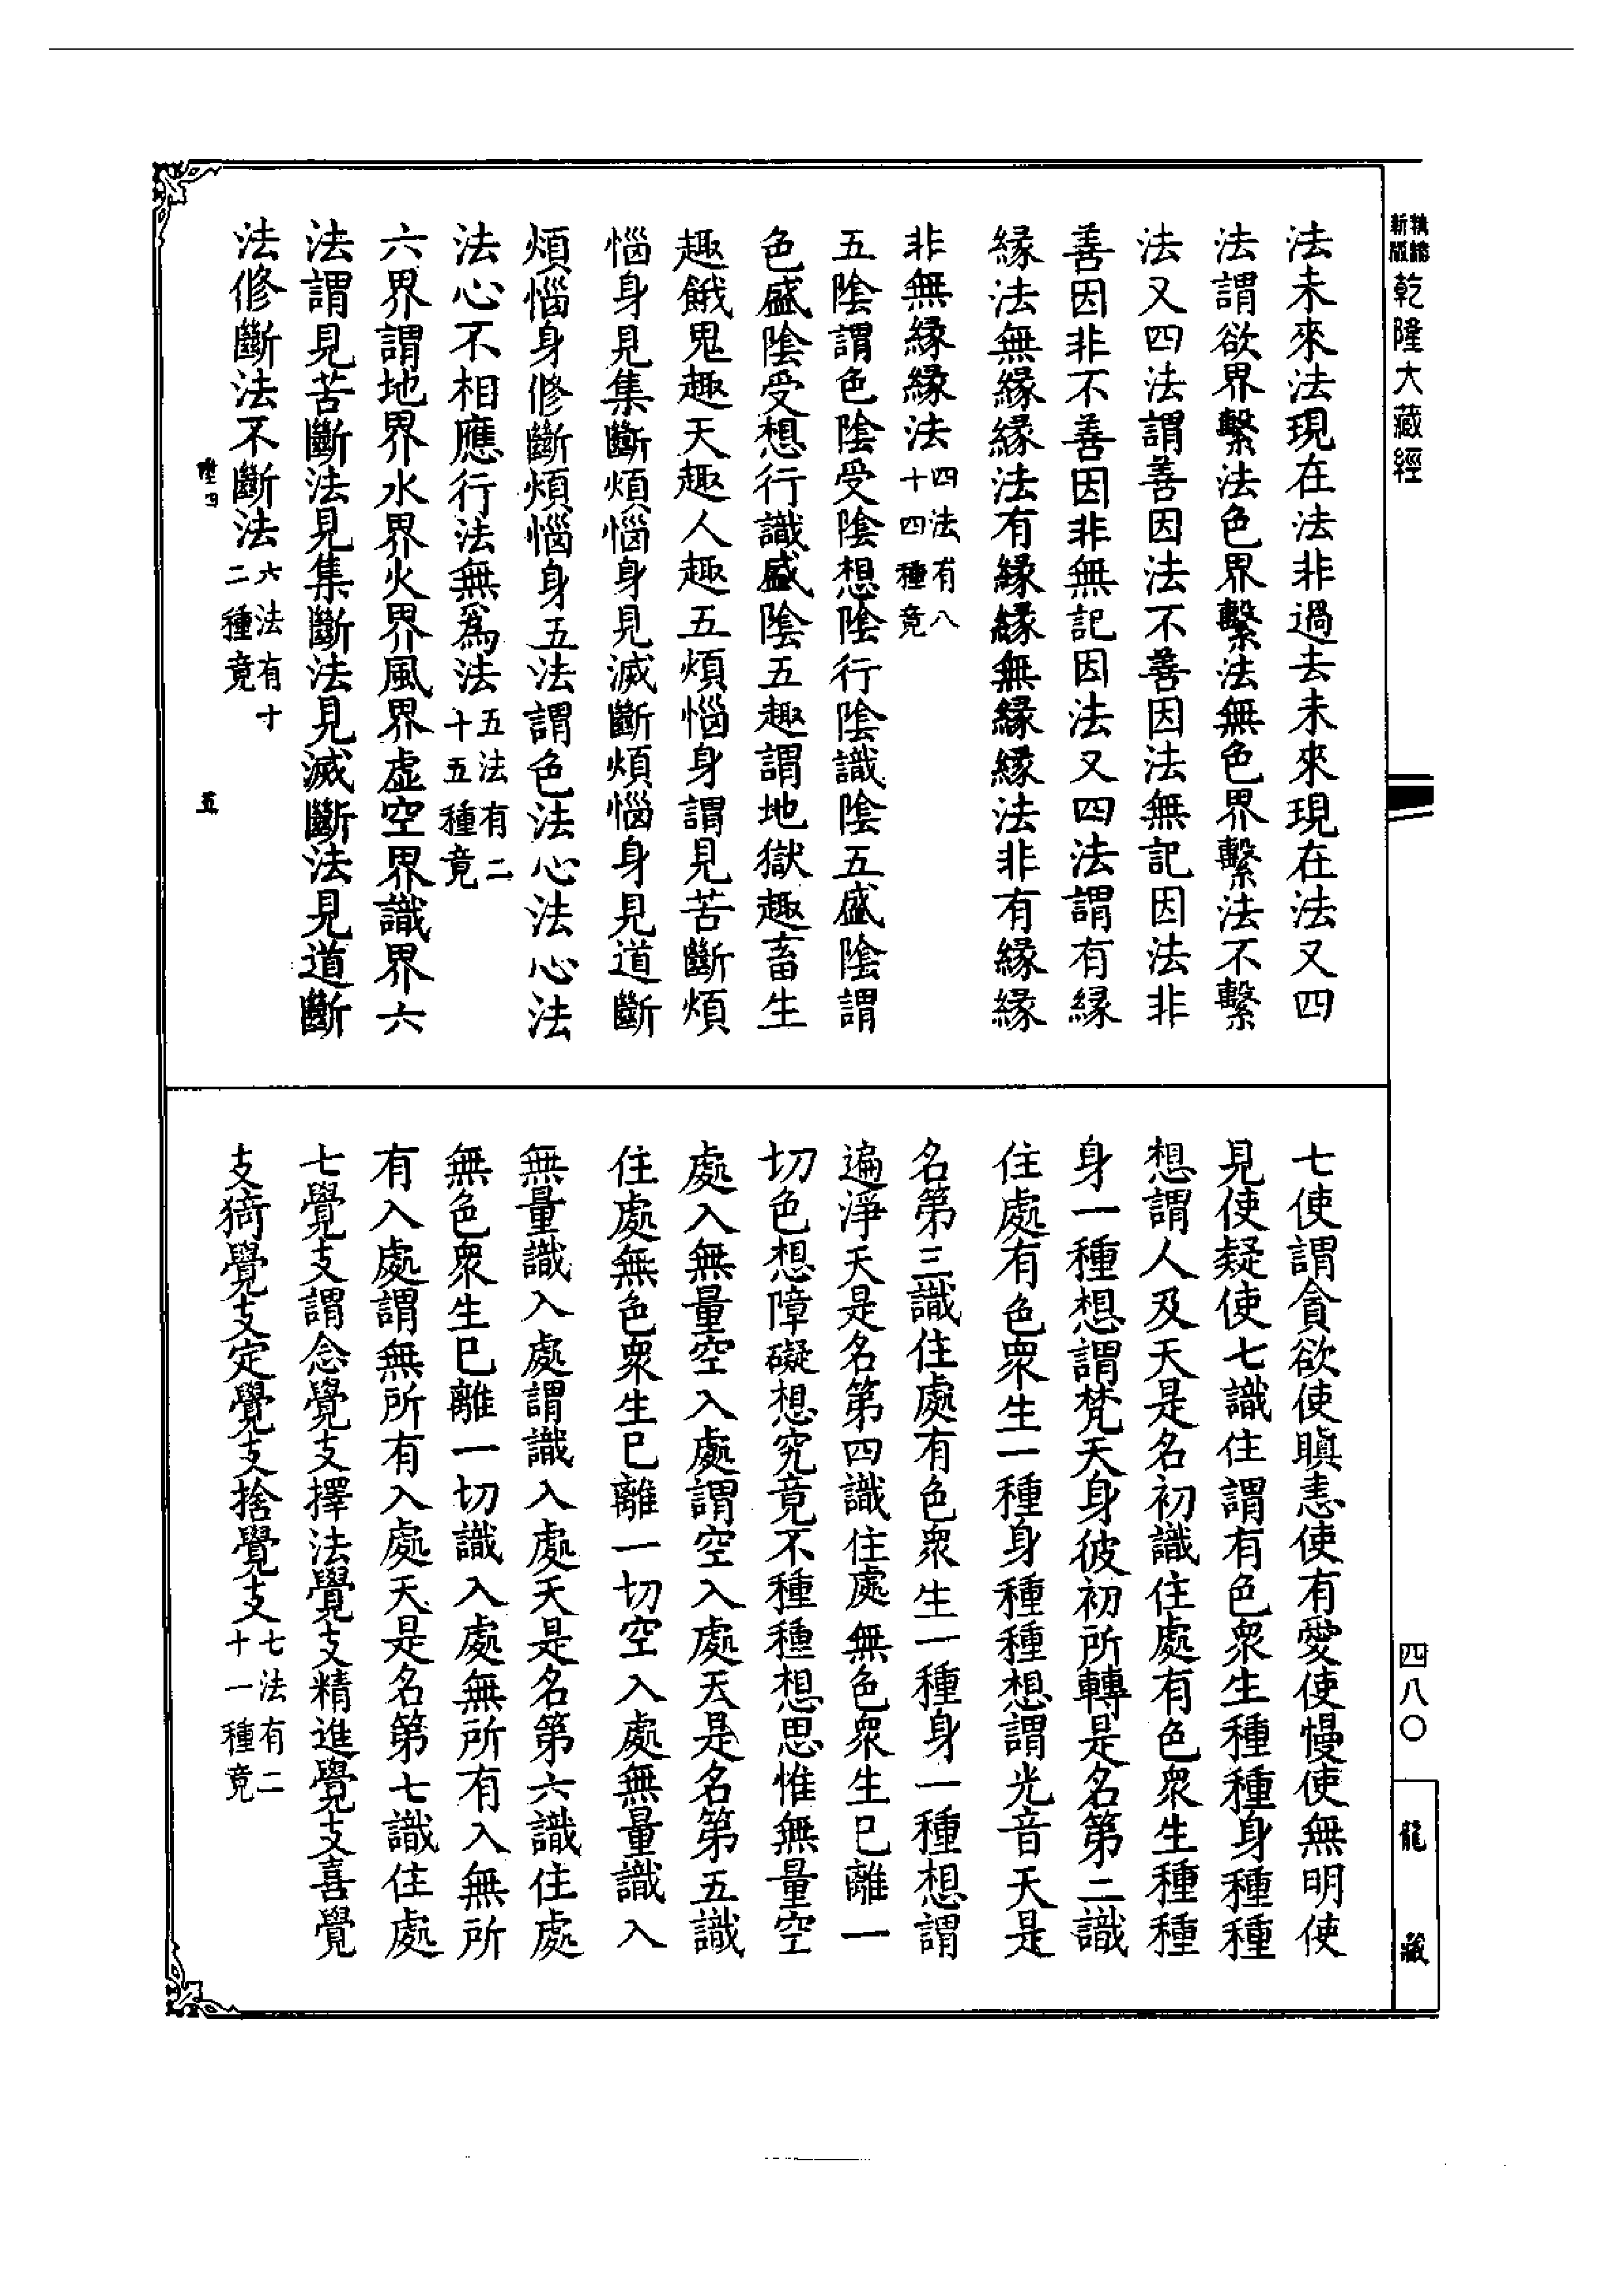 乾隆大藏經
法未來法現在法非過去未來現在法又四
法謂欲界繫法色界繫法無色界繫法不繫
法又四法謂善因法不善因法無記因法非
善因非不善因非無記因法又四法謂有緣
緣法無緣緣法有緣緣無緣緣法非有緣緣
非無緣緣法四法有八十四種竟
五陰謂色陰受陰想陰行陰識陰五盛陰謂
色盛陰受想行識盛陰五趣謂地獄趣畜生
趣餓鬼趣天趣人趣五煩惱身謂見苦斷煩
惱身見集斷煩惱身見滅斷煩惱身見道斷
煩惱身修斷煩惱身五法謂色法心法心法
法心不相應行法無爲法五法有二十五種竟
六界謂地界水界火界風界虛空界識界六
法謂見苦斷法見集斷法見滅斷法見道斷
法修斷法不斷法六法有十二種竟
五
七使謂貪欲使瞋恚使有愛使慢使無明使
見使疑使七識住謂有色衆生種種身種種
想謂人及天是名初識住處有色衆生種種
身一種想謂梵天身彼初所轉是名第二識
住處有色衆生一種身種種想謂光音天是
名第三識住處有色衆生一種身一種想謂
遍淨天是名第四識住處無色衆生已離一
切色想障礙想究竟不種種想思惟無量空
處入無量空入處謂空入處天是名第五識
住處無色衆生已離一切空入處無量識入
無量識入處謂識入處天是名第六識住處
無色衆生已離一切識入處無所有入無所
有入處謂無所有入處天是名第七識住處
七覺支謂念覺支擇法覺支精進覺支喜覺
支猗覺支定覺支捨覺支七法有二十一種竟
四八〇
龍藏